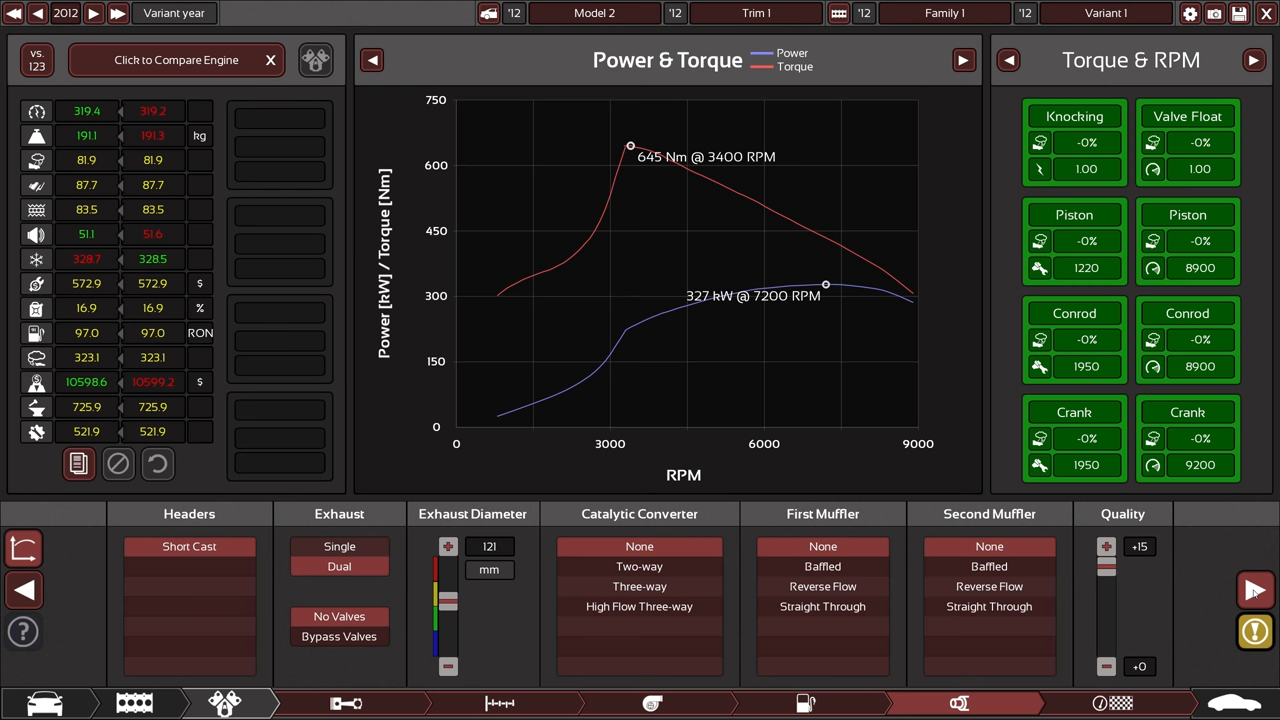 2012
Variant year
'12
Model 2
'12
Trim 1
'12
Family 1
'12
Variant 1
vs.
123
Click to Compare Engine
X
319.4 319.2
191.1 191.3 kg
81.9 81.9
87.7 87.7
83.5 83.5
51.1 51.6
328.7 328.5
572.9 572.9 $
16.9 16.9 %
97.0 97.0 RON
323.1 323.1
10598.6 10599.2 $
725.9 725.9
521.9 521.9
Power & Torque
Power
Torque
Power [kW] / Torque [Nm]
750
600
450
300
150
0
645 Nm @ 3400 RPM
327 kW @ 7200 RPM
0 3000 6000 9000
RPM
Torque & RPM
Knocking
-0%
1.00
Valve Float
-0%
1.00
Piston
-0%
1220
Piston
-0%
8900
Conrod
-0%
1950
Conrod
-0%
8900
Crank
-0%
1950
Crank
-0%
9200
Headers
Short Cast
Exhaust
Single
Dual
No Valves
Bypass Valves
Exhaust Diameter
121
mm
Catalytic Converter
None
Two-way
Three-way
High Flow Three-way
First Muffler
None
Baffled
Reverse Flow
Straight Through
Second Muffler
None
Baffled
Reverse Flow
Straight Through
Quality
+15
+0
?